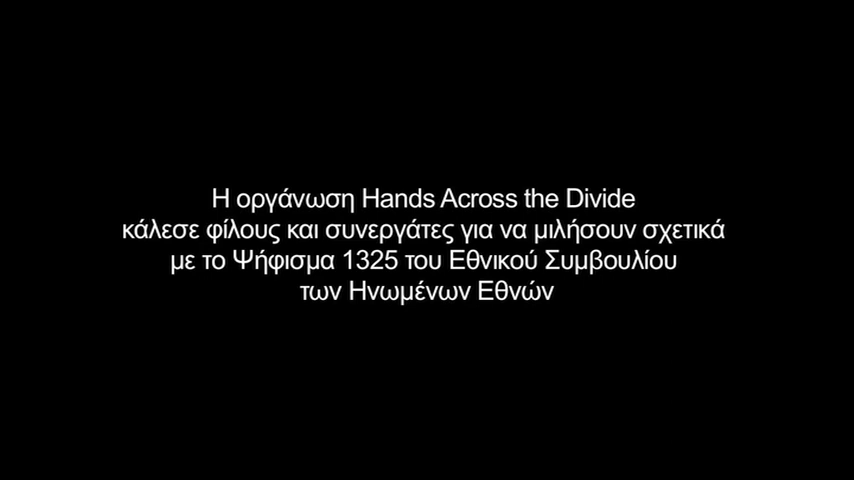 Η οργάνωση Hands Across the Divide
κάλεσε φίλους και συνεργάτες για να μιλήσουν σχετικά
με το Ψήφισμα 1325 του Εθνικού Συμβουλίου
των Ηνωμένων Εθνών